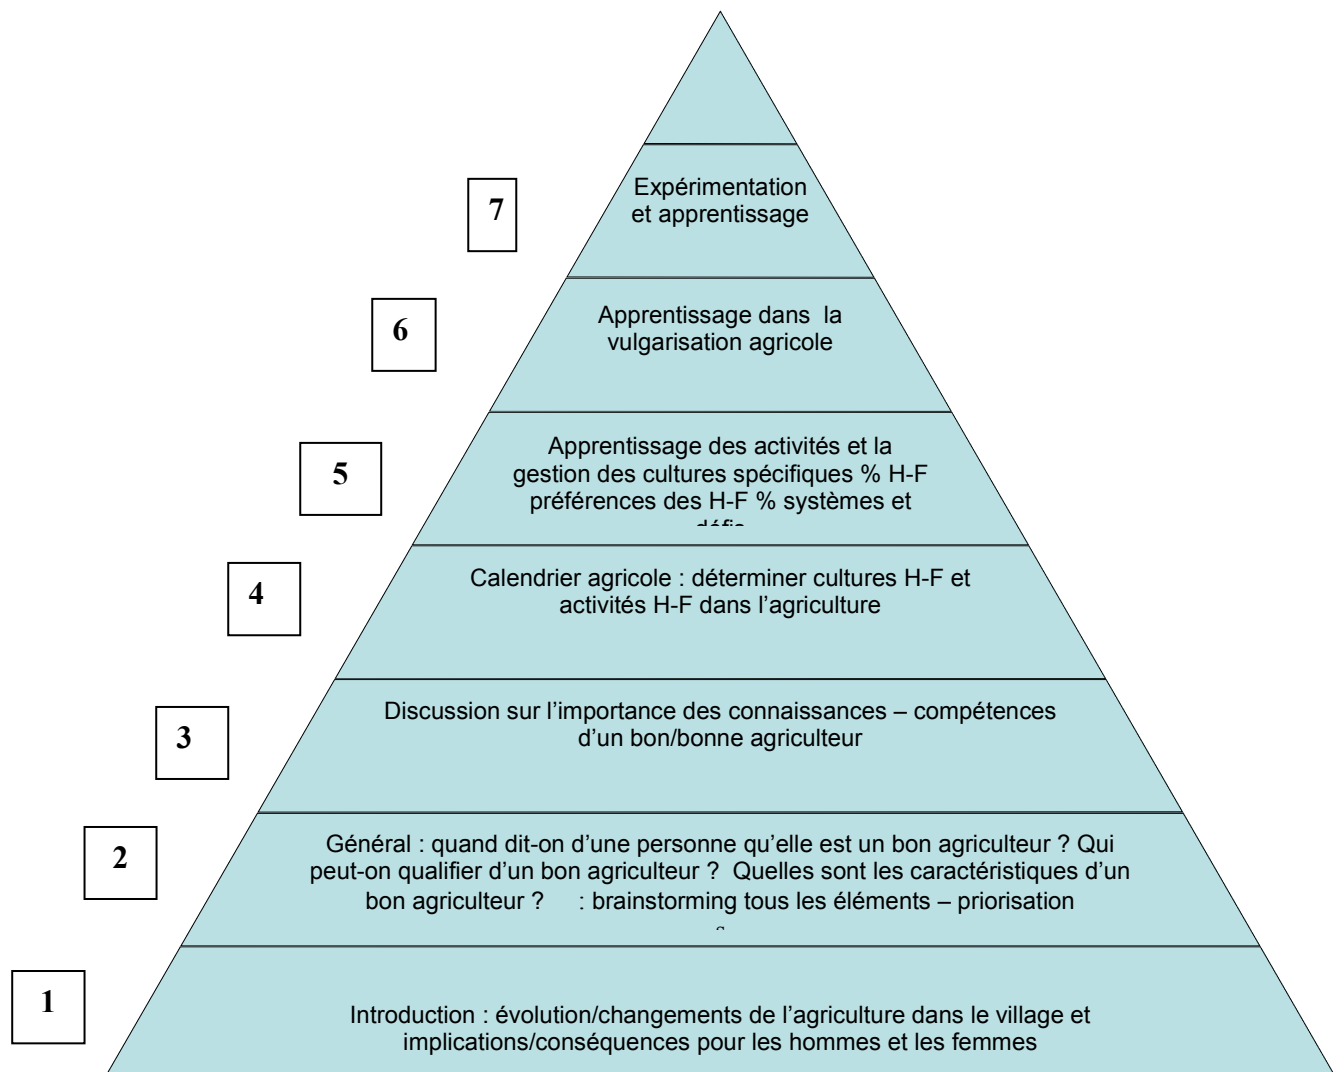 7
Expérimentation
et apprentissage
6
Apprentissage dans la
vulgarisation agricole
5
Apprentissage des activités et la
gestion des cultures spécifiques % H-F
préférences des H-F % systèmes et
défis
4
Calendrier agricole : déterminer cultures H-F et
activités H-F dans l’agriculture
3
Discussion sur l’importance des connaissances – compétences
d’un bon/bonne agriculteur
2
Général : quand dit-on d’une personne qu’elle est un bon agriculteur ? Qui
peut-on qualifier d’un bon agriculteur ? Quelles sont les caractéristiques d’un
bon agriculteur ? : brainstorming tous les éléments – priorisation
1
Introduction : évolution/changements de l’agriculture dans le village et
implications/conséquences pour les hommes et les femmes